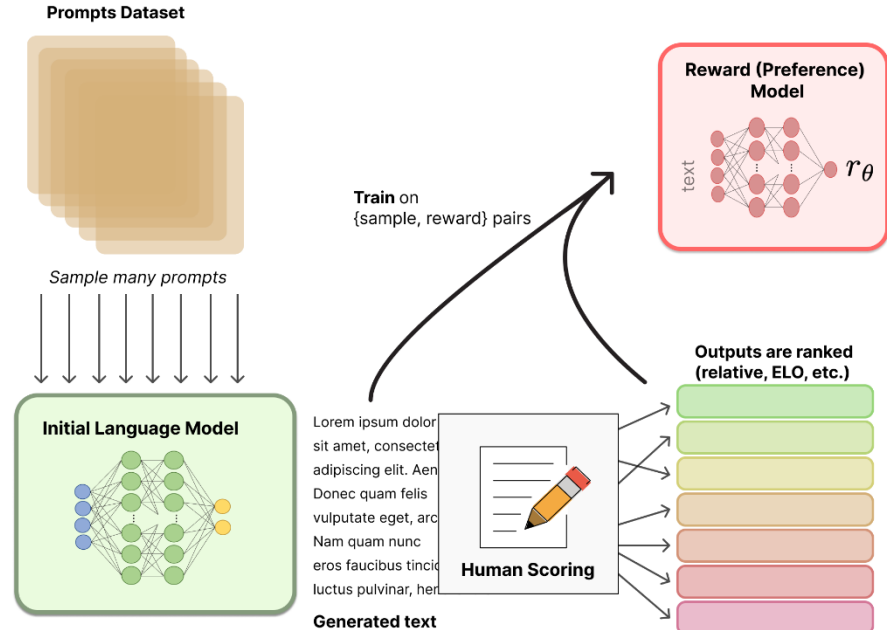 Prompts Dataset
Sample many prompts
Initial Language Model
Train on
{sample, reward} pairs
Reward (Preference)
Model
text
rθ
Lorem ipsum dolor
sit amet, consectet
adipiscing elit. Aen
Donec quam felis
vulputate eget, arc
Nam quam nunc
eros faucibus tincid
luctus pulvinar, her
Generated text
Human Scoring
Outputs are ranked
(relative, ELO, etc.)